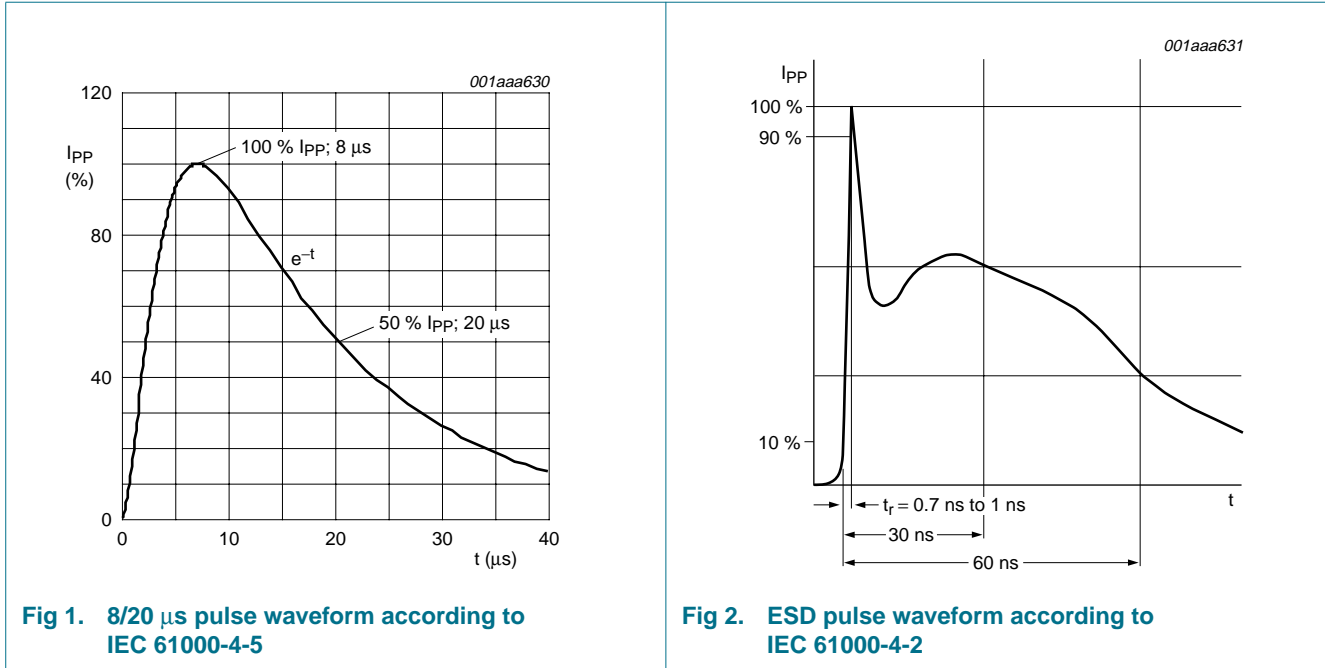 001aaa630
120
80
40
0
IPP
(%)
100 % IPP; 8 μs
e−t
50 % IPP; 20 μs
0
10
20
30
40
t (μs)
Fig 1. 8/20 μs pulse waveform according to
IEC 61000-4-5
001aaa631
IPP
100 %
90 %
10 %
t
tr = 0.7 ns to 1 ns
30 ns
60 ns
Fig 2. ESD pulse waveform according to
IEC 61000-4-2